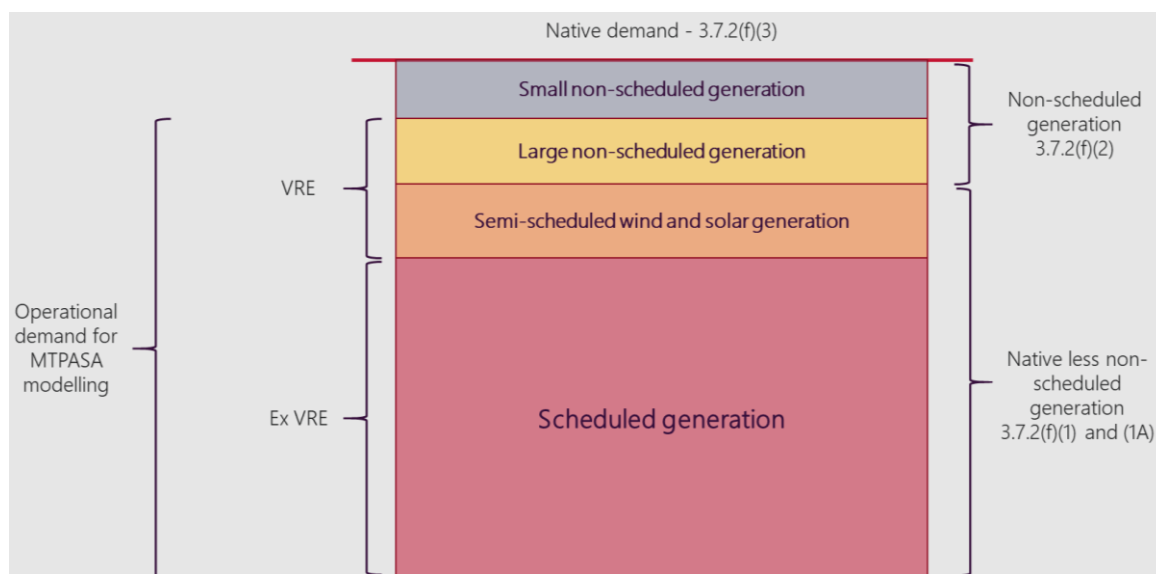 Native demand - 3.7.2(f)(3)
Small non-scheduled generation
Non-scheduled
generation
3.7.2(f)(2)
Large non-scheduled generation
VRE
Semi-scheduled wind and solar generation
Operational
demand for
MTPASA
modelling
Ex VRE
Scheduled generation
Native less non-
scheduled
generation
3.7.2(f)(1) and (1A)